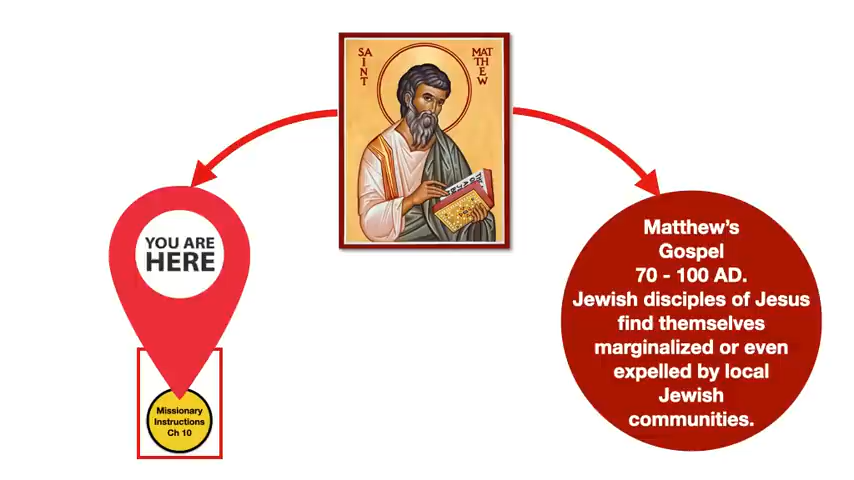 SAINT
MATTHEW
YOU ARE
HERE
Missionary
Instructions
Ch 10
Matthew’s
Gospel
70 - 100 AD.
Jewish disciples of Jesus
find themselves
marginalized or even
expelled by local
Jewish
communities.